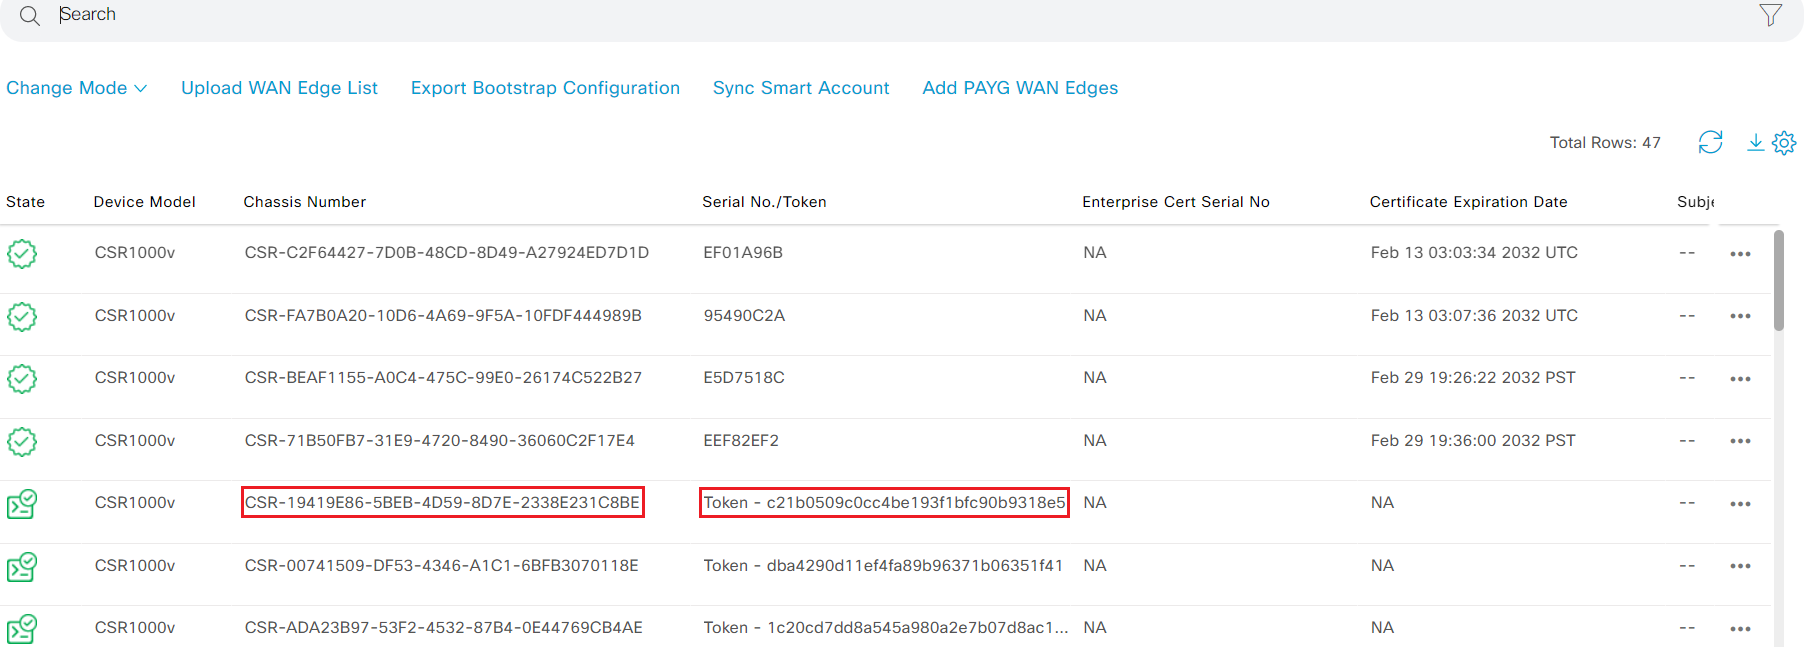 Search
Change Mode Upload WAN Edge List Export Bootstrap Configuration Sync Smart Account Add PAYG WAN Edges
Total Rows: 47
State Device Model Chassis Number Serial No./Token Enterprise Cert Serial No Certificate Expiration Date Subje
CSR1000v CSR-C2F64427-7D0B-48CD-8D49-A27924ED7D1D EF01A96B NA Feb 13 03:03:34 2032 UTC --
CSR1000v CSR-FA7B0A20-10D6-4A69-9F5A-10FDF444989B 95490C2A NA Feb 13 03:07:36 2032 UTC --
CSR1000v CSR-BEAF1155-A0C4-475C-99E0-26174C522B27 E5D7518C NA Feb 29 19:26:22 2032 PST --
CSR1000v CSR-71B50FB7-31E9-4720-8490-36060C2F17E4 EEF82EF2 NA Feb 29 19:36:00 2032 PST --
CSR1000v CSR-19419E86-5BEB-4D59-8D7E-2338E231C8BE Token - c21b0509c0cc4be193f1bfc90b9318e5 NA NA --
CSR1000v CSR-00741509-DF53-4346-A1C1-6BFB3070118E Token - dba4290d11ef4fa89b96371b06351f41 NA NA --
CSR1000v CSR-ADA23B97-53F2-4532-87B4-0E44769CB4AE Token - 1c20cd7dd8a545a980a2e7b07d8ac1... NA NA --